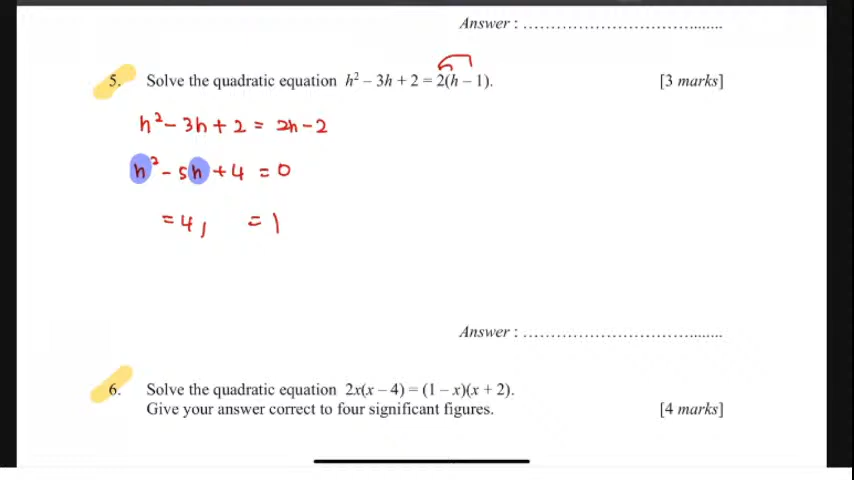 Answer : ........................................
5. Solve the quadratic equation h² – 3h + 2 = 2(h – 1). [3 marks]
h² - 3h + 2 = 2h - 2
h² - 5h + 4 = 0
= 4, = 1
Answer : ........................................
6. Solve the quadratic equation 2x(x – 4) = (1 – x)(x + 2).
Give your answer correct to four significant figures. [4 marks]